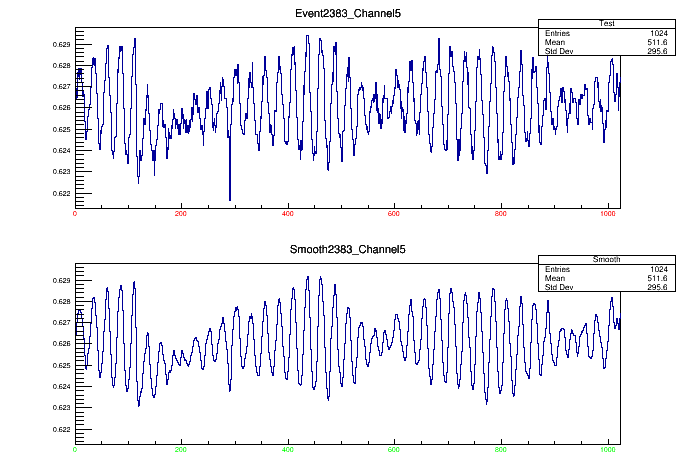 Event2383_Channel5
Test
Entries 1024
Mean 511.6
Std Dev 295.6
0.629
0.628
0.627
0.626
0.625
0.624
0.623
0.622
0 200 400 600 800 1000
Smooth2383_Channel5
Smooth
Entries 1024
Mean 511.6
Std Dev 295.6
0.629
0.628
0.627
0.626
0.625
0.624
0.623
0.622
0 200 400 600 800 1000